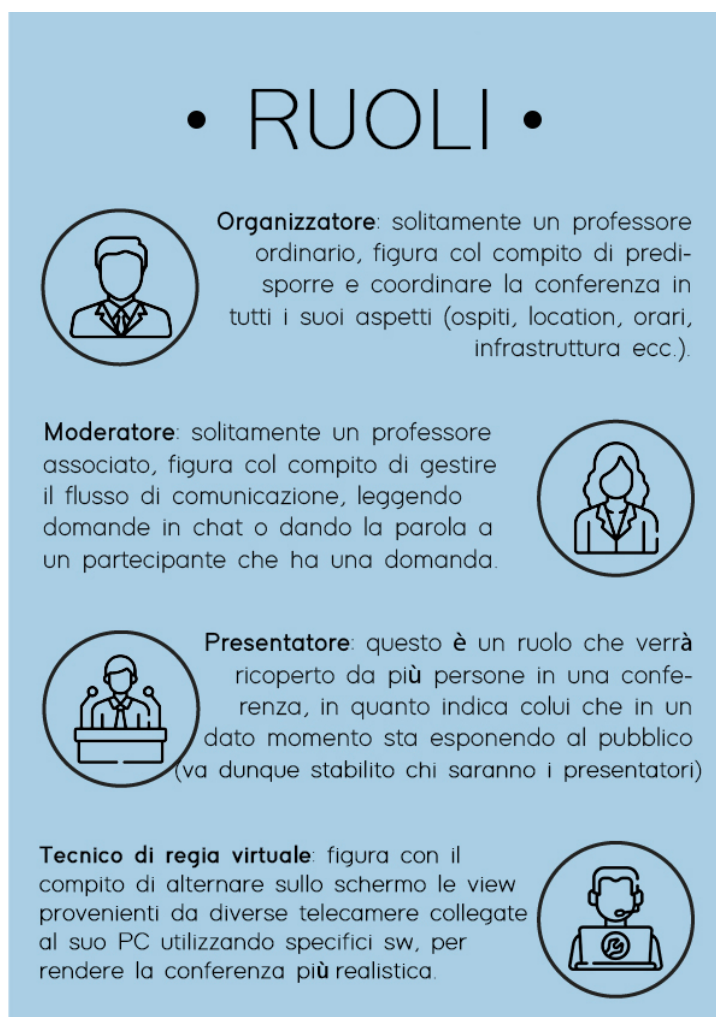 • RUOLI •
Organizzatore: solitamente un professore
ordinario, figura col compito di predi-
sporre e coordinare la conferenza in
tutti i suoi aspetti (ospiti, location, orari,
infrastruttura ecc.).
Moderatore: solitamente un professore
associato, figura col compito di gestire
il flusso di comunicazione, leggendo
domande in chat o dando la parola a
un partecipante che ha una domanda.
Presentatore: questo è un ruolo che verrà
ricoperto da più persone in una confe-
renza, in quanto indica colui che in un
dato momento sta esponendo al pubblico
(va dunque stabilito chi saranno i presentatori)
Tecnico di regia virtuale: figura con il
compito di alternare sullo schermo le view
provenienti da diverse telecamere collegate
al suo PC utilizzando specifici sw, per
rendere la conferenza più realistica.